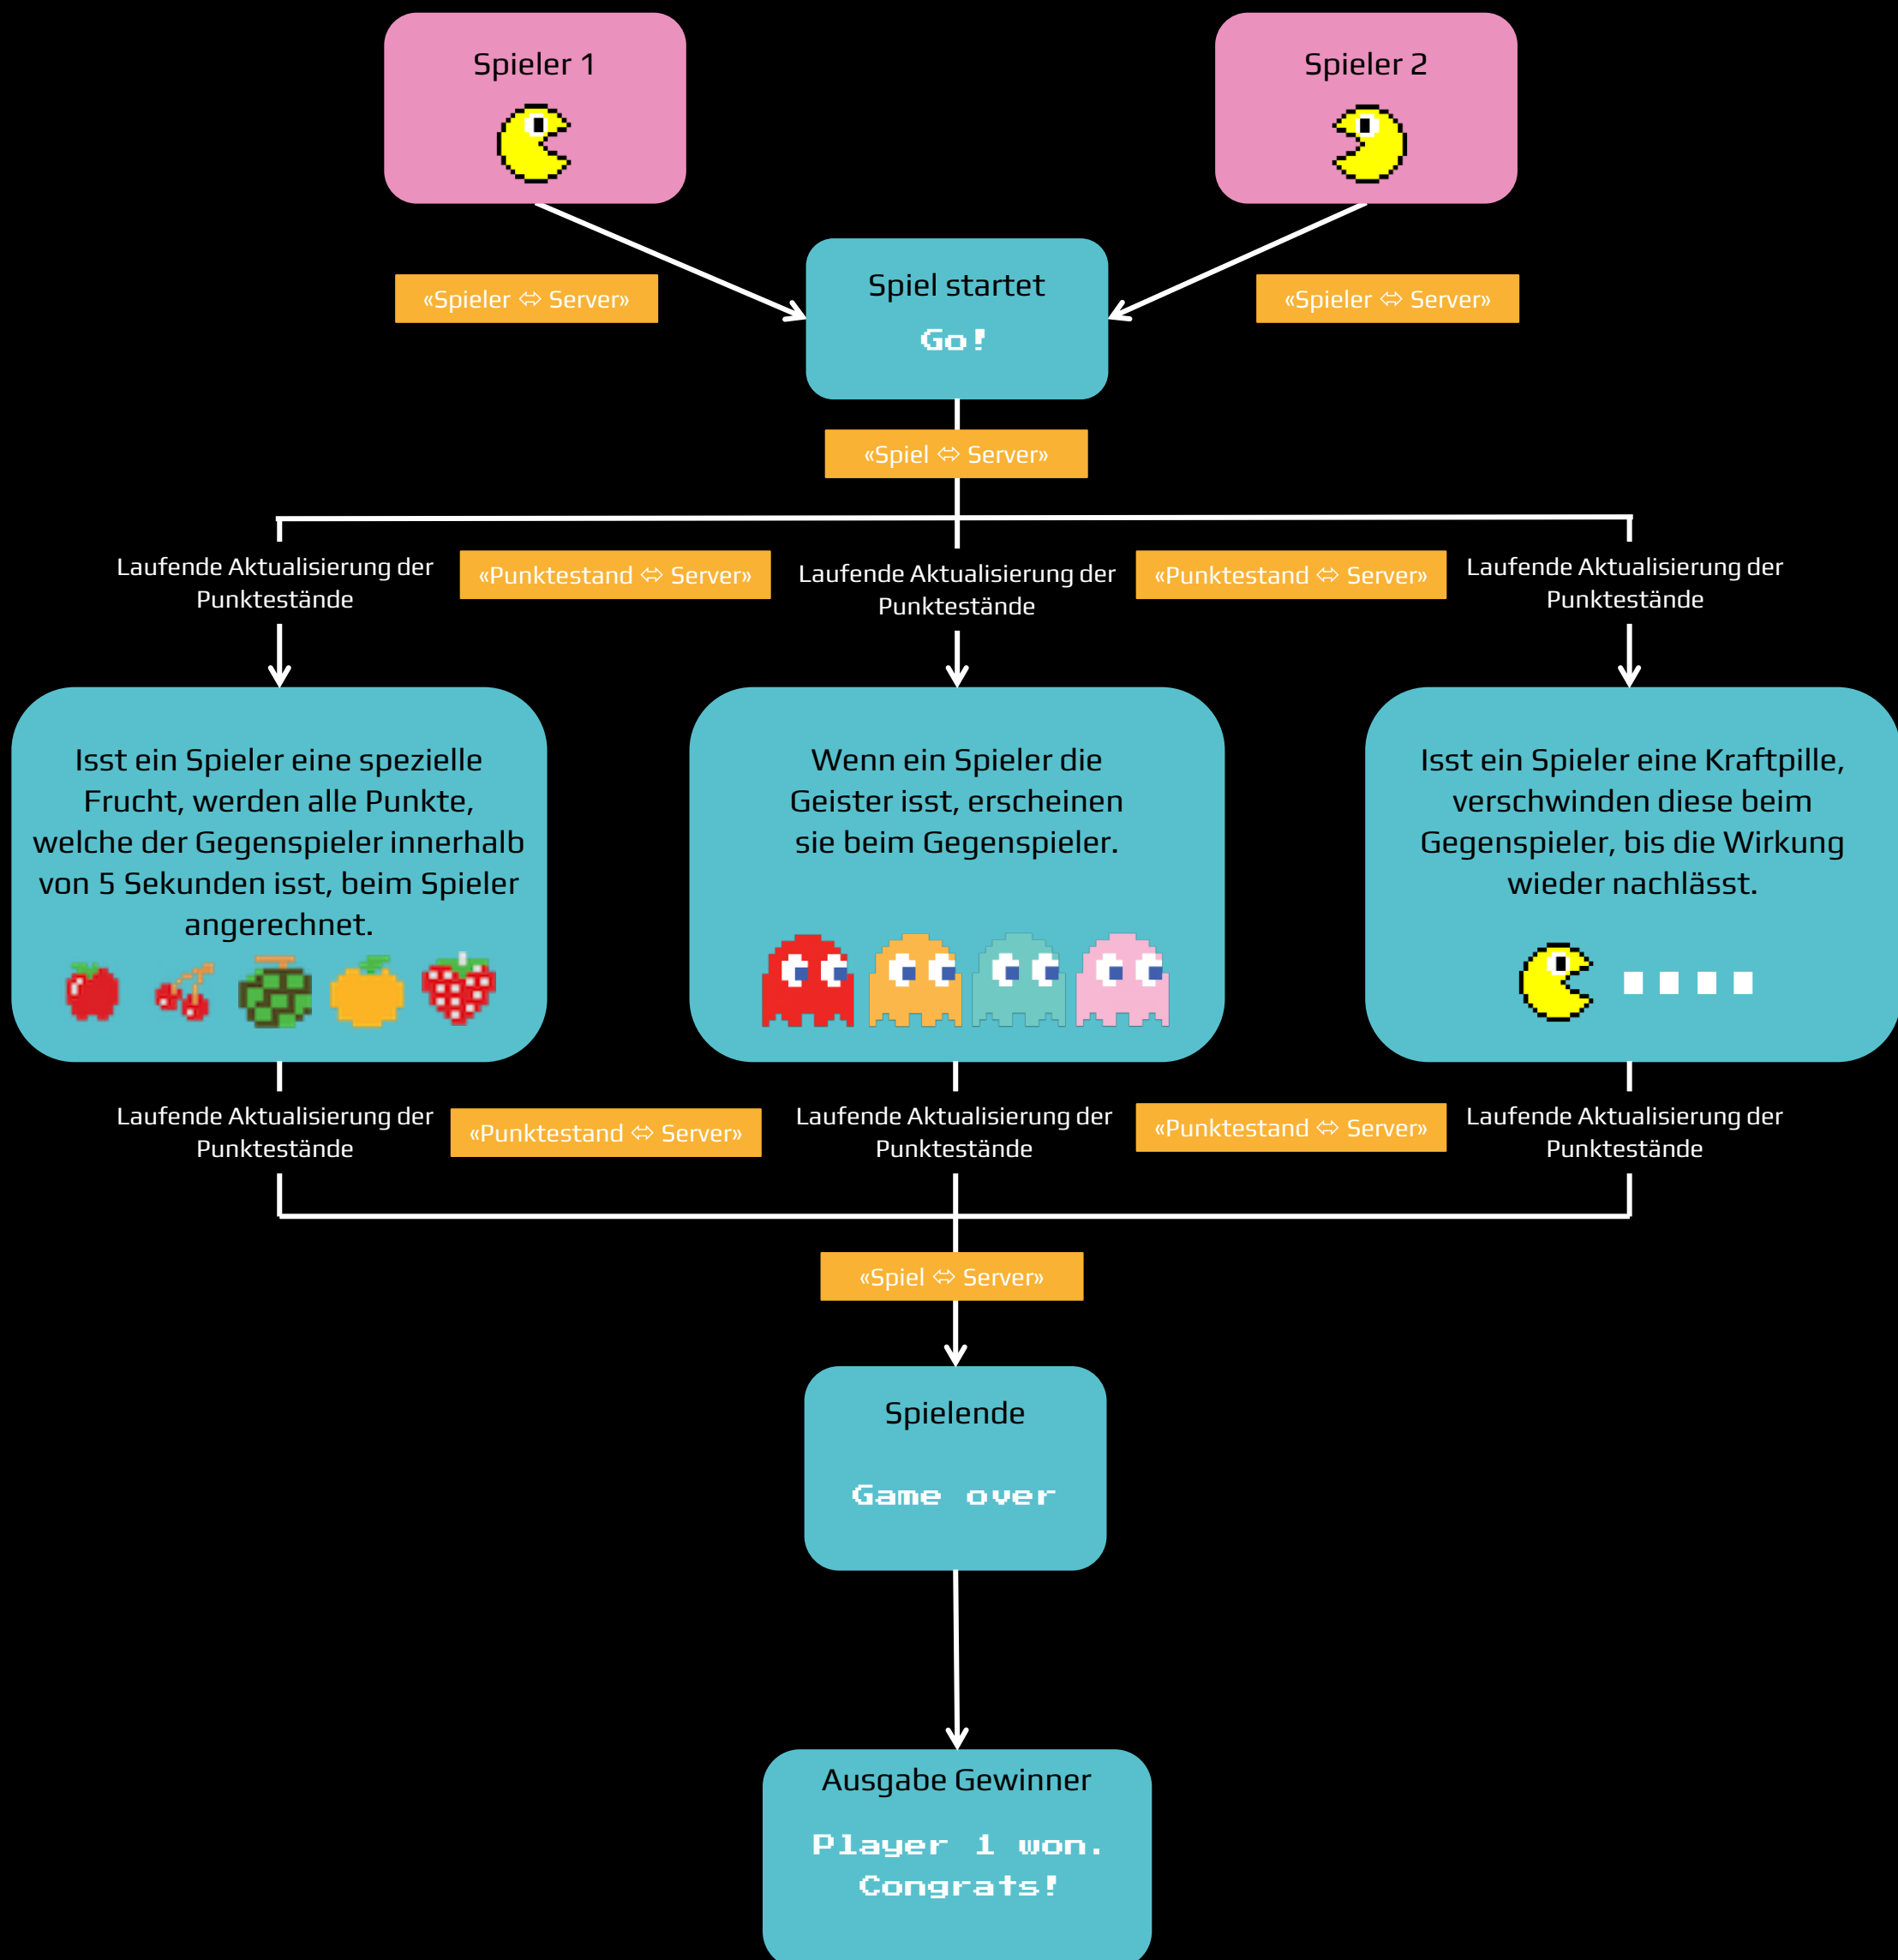 Spieler 1
Spieler 2
«Spieler ⬄ Server»
Spiel startet
Go!
«Spieler ⬄ Server»
«Spiel ⬄ Server»
Laufende Aktualisierung der
Punktestände
«Punktestand ⬄ Server»
Laufende Aktualisierung der
Punktestände
«Punktestand ⬄ Server»
Laufende Aktualisierung der
Punktestände
Isst ein Spieler eine spezielle
Frucht, werden alle Punkte,
welche der Gegenspieler innerhalb
von 5 Sekunden isst, beim Spieler
angerechnet.
Wenn ein Spieler die
Geister isst, erscheinen
sie beim Gegenspieler.
Isst ein Spieler eine Kraftpille,
verschwinden diese beim
Gegenspieler, bis die Wirkung
wieder nachlässt.
Laufende Aktualisierung der
Punktestände
«Punktestand ⬄ Server»
Laufende Aktualisierung der
Punktestände
«Punktestand ⬄ Server»
Laufende Aktualisierung der
Punktestände
«Spiel ⬄ Server»
Spielende
Game over
Ausgabe Gewinner
Player 1 won.
Congrats!